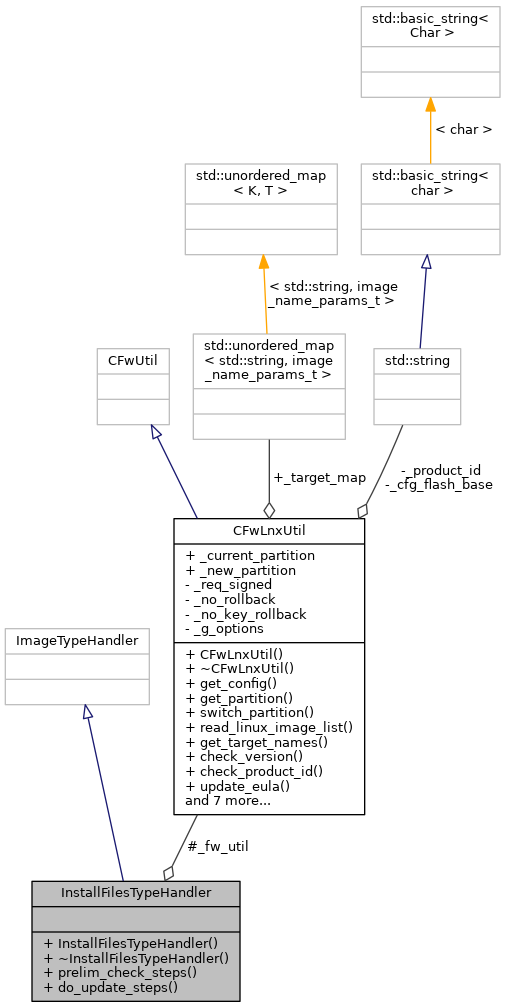 std::basic_string<
Char >
< char >
std::unordered_map
< K, T >
std::basic_string<
char >
< std::string, image
_name_params_t >
CFwUtil
std::unordered_map
< std::string, image
_name_params_t >
std::string
+_target_map
-_product_id
-_cfg_flash_base
CFwLnxUtil
+ _current_partition
+ _new_partition
- _req_signed
- _no_rollback
- _no_key_rollback
- _g_options
+ CFwLnxUtil()
+ ~CFwLnxUtil()
+ get_config()
+ get_partition()
+ switch_partition()
+ read_linux_image_list()
+ get_target_names()
+ check_version()
+ check_product_id()
+ update_eula()
and 7 more...
ImageTypeHandler
#_fw_util
InstallFilesTypeHandler
+ InstallFilesTypeHandler()
+ ~InstallFilesTypeHandler()
+ prelim_check_steps()
+ do_update_steps()